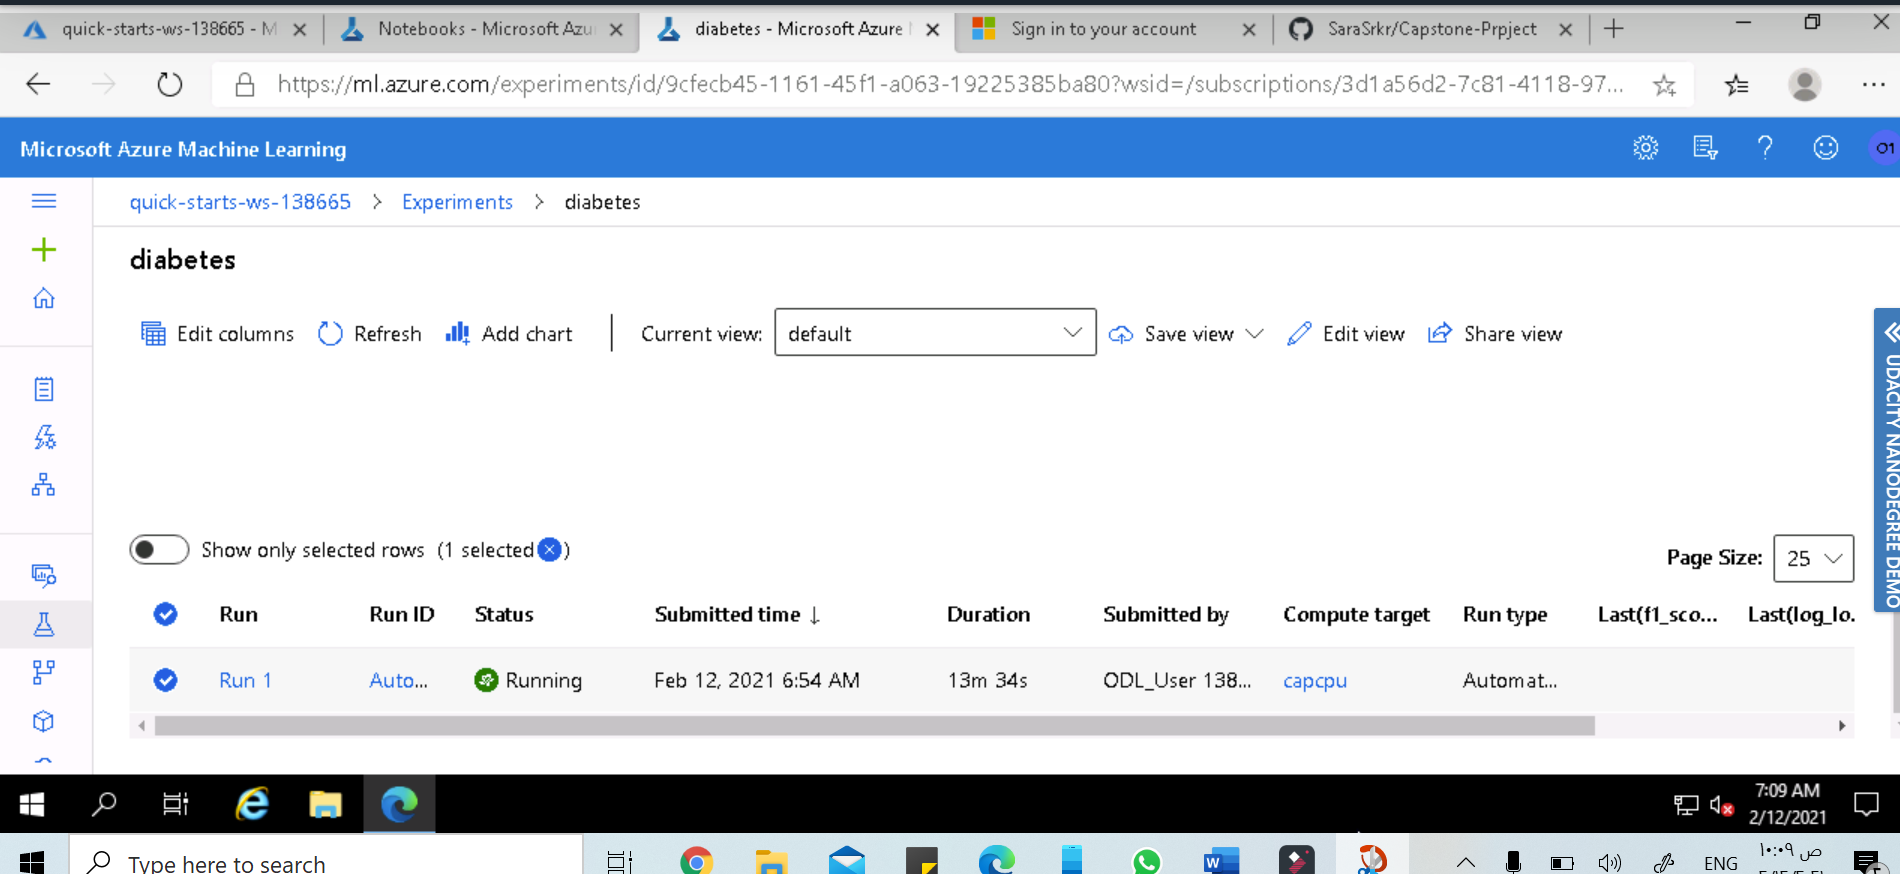 quick-starts-ws-138665 - M
Notebooks - Microsoft Azur
diabetes - Microsoft Azure
Sign in to your account
SaraSrkr/Capstone-Prpject
https://ml.azure.com/experiments/id/9cfecb45-1161-45f1-a063-19225385ba80?wsid=/subscriptions/3d1a56d2-7c81-4118-97...
Microsoft Azure Machine Learning
O1
quick-starts-ws-138665 > Experiments > diabetes
diabetes
Edit columns Refresh Add chart Current view: default Save view Edit view Share view
UDACITY NANODEGREE DEMO
Show only selected rows (1 selected )
Page Size: 25
Run Run ID Status Submitted time ↓ Duration Submitted by Compute target Run type Last(f1_sco... Last(log_lo.
Run 1 Auto... Running Feb 12, 2021 6:54 AM 13m 34s ODL_User 138... capcpu Automat...
7:09 AM
2/12/2021
Type here to search
ENG
ص ١٠:٠٩